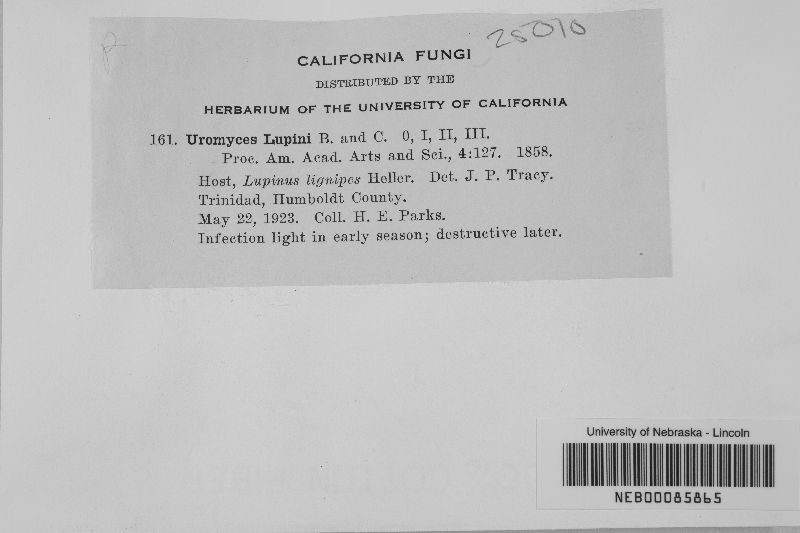 25070
CALIFORNIA FUNGI
DISTRIBUTED BY THE
HERBARIUM OF THE UNIVERSITY OF CALIFORNIA
161. Uromyces Lupini B. and C. 0, I, II, III.
Proc. Am. Acad. Arts and Sci., 4:127. 1858.
Host, Lupinus lignipes Heller. Det. J. P. Tracy.
Trinidad, Humboldt County.
May 22, 1923. Coll. H. E. Parks.
Infection light in early season; destructive later.
University of Nebraska - Lincoln
NEB00085865